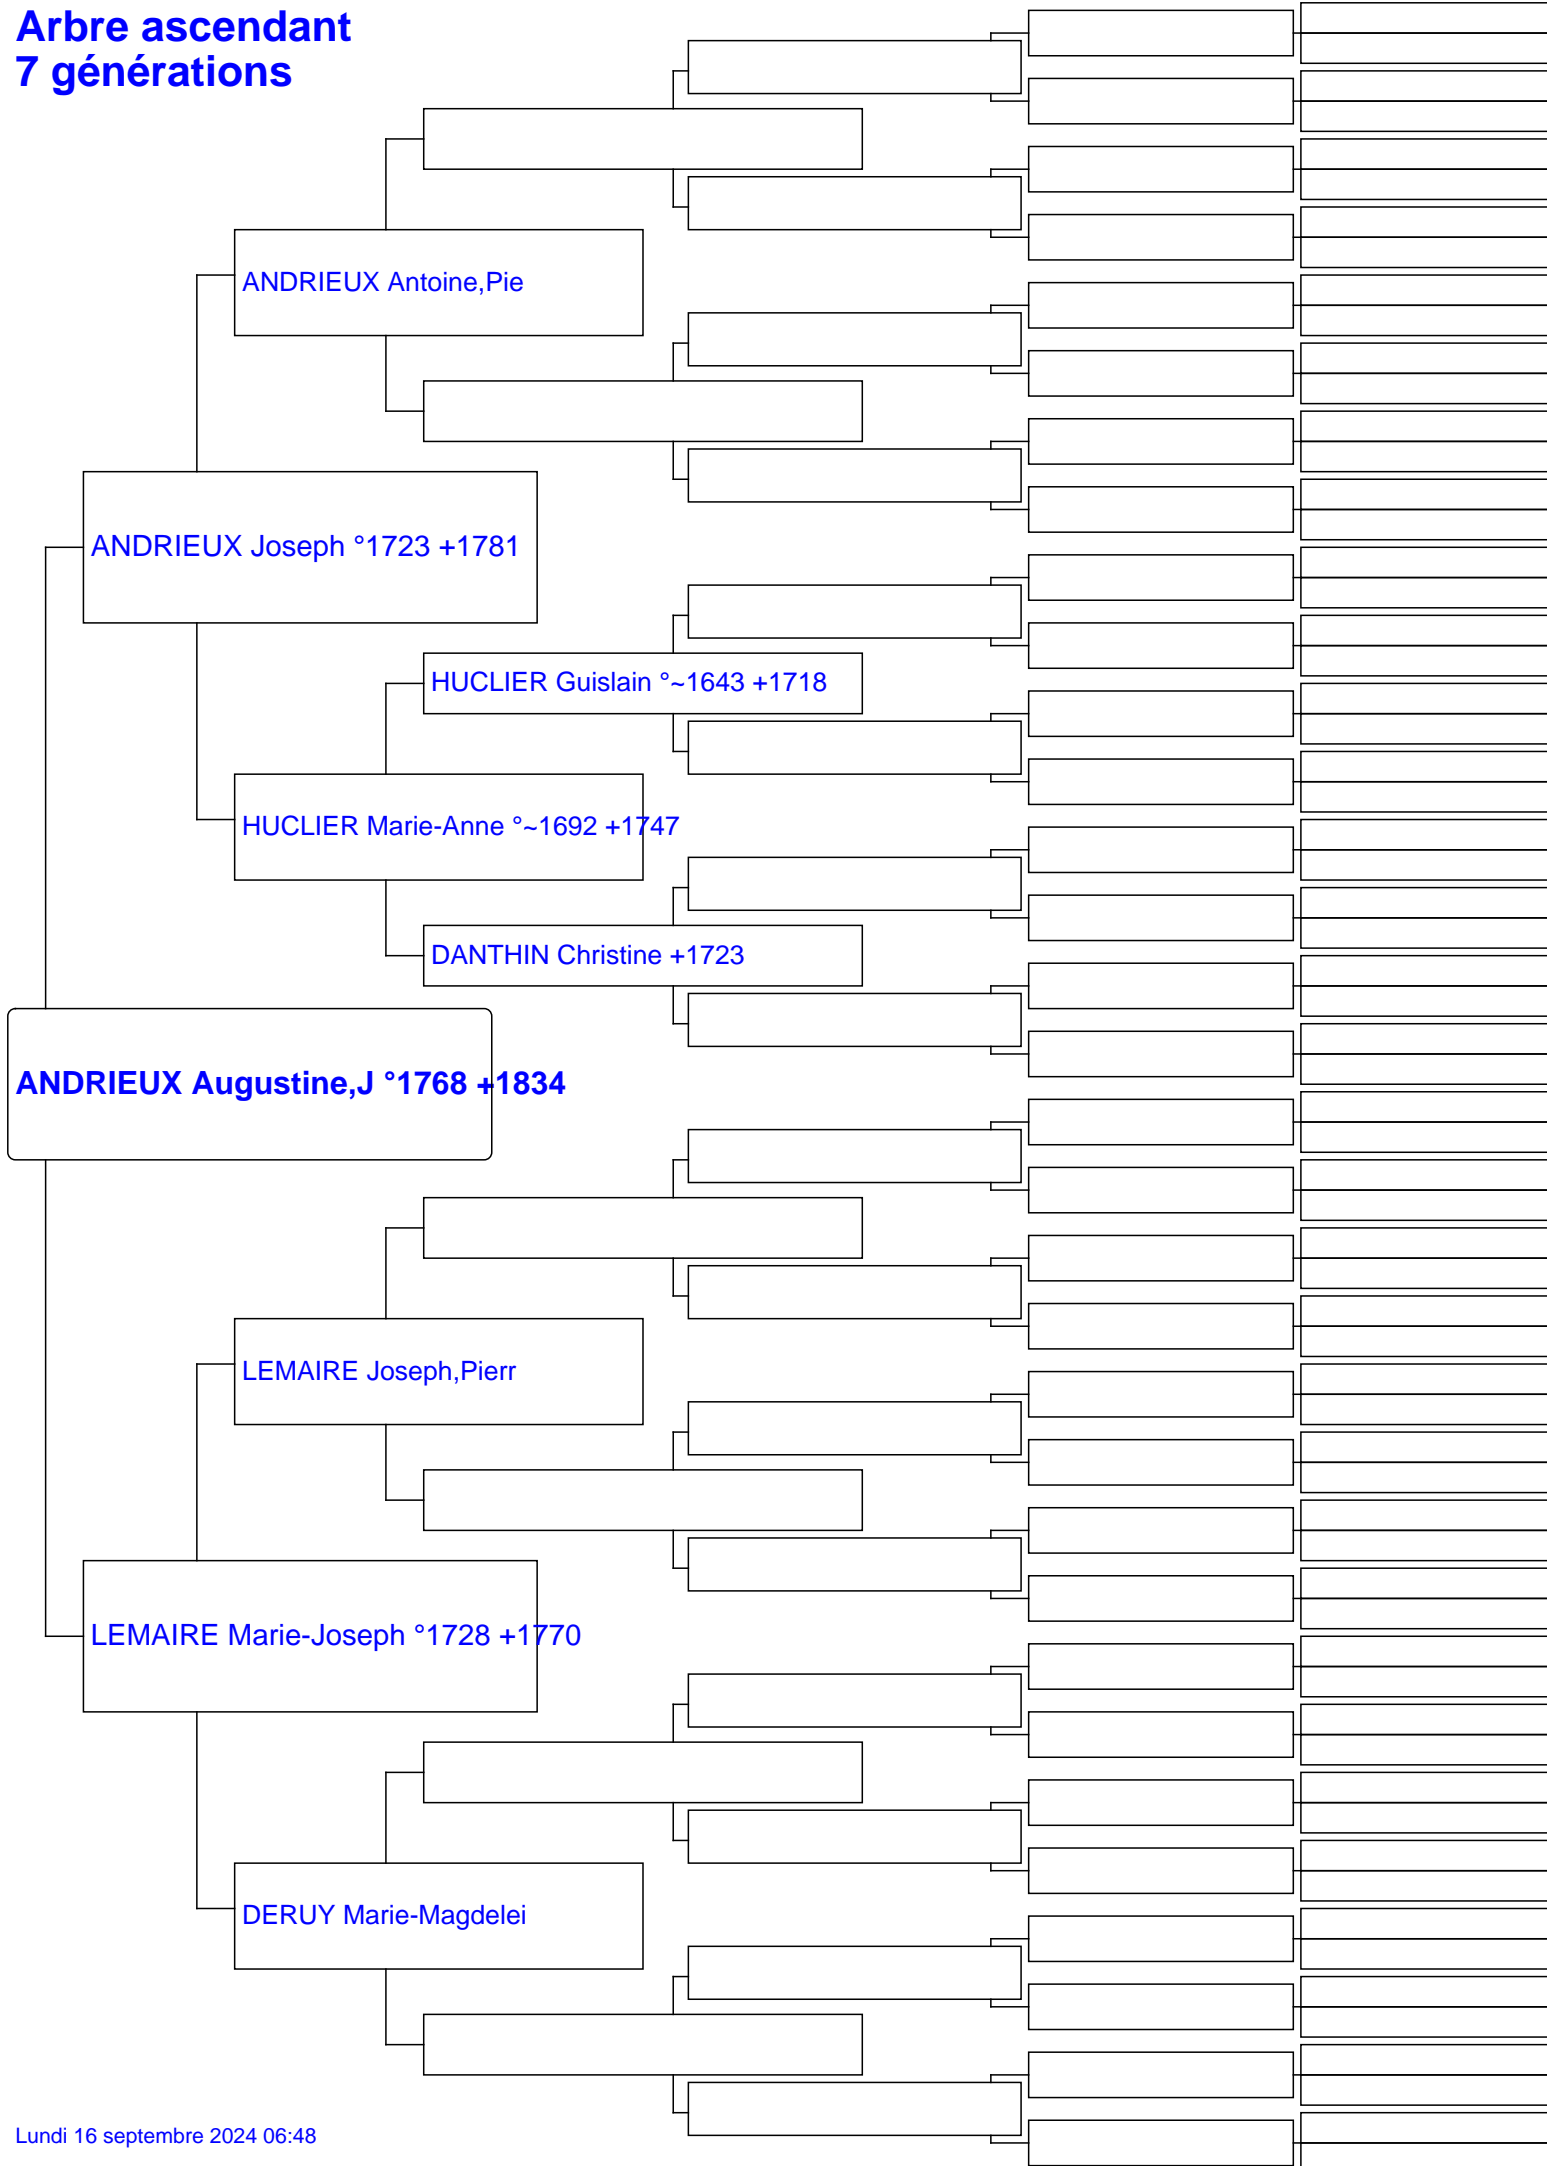 Arbre ascendant
7 générations
ANDRIEUX Antoine,Pie
ANDRIEUX Joseph °1723 +1781
HUCLIER Guislain °~1643 +1718
HUCLIER Marie-Anne °~1692 +1747
DANTHIN Christine +1723
ANDRIEUX Augustine,J °1768 +1834
LEMAIRE Joseph,Pierr
LEMAIRE Marie-Joseph °1728 +1770
DERUY Marie-Magdelei
Lundi 16 septembre 2024 06:48